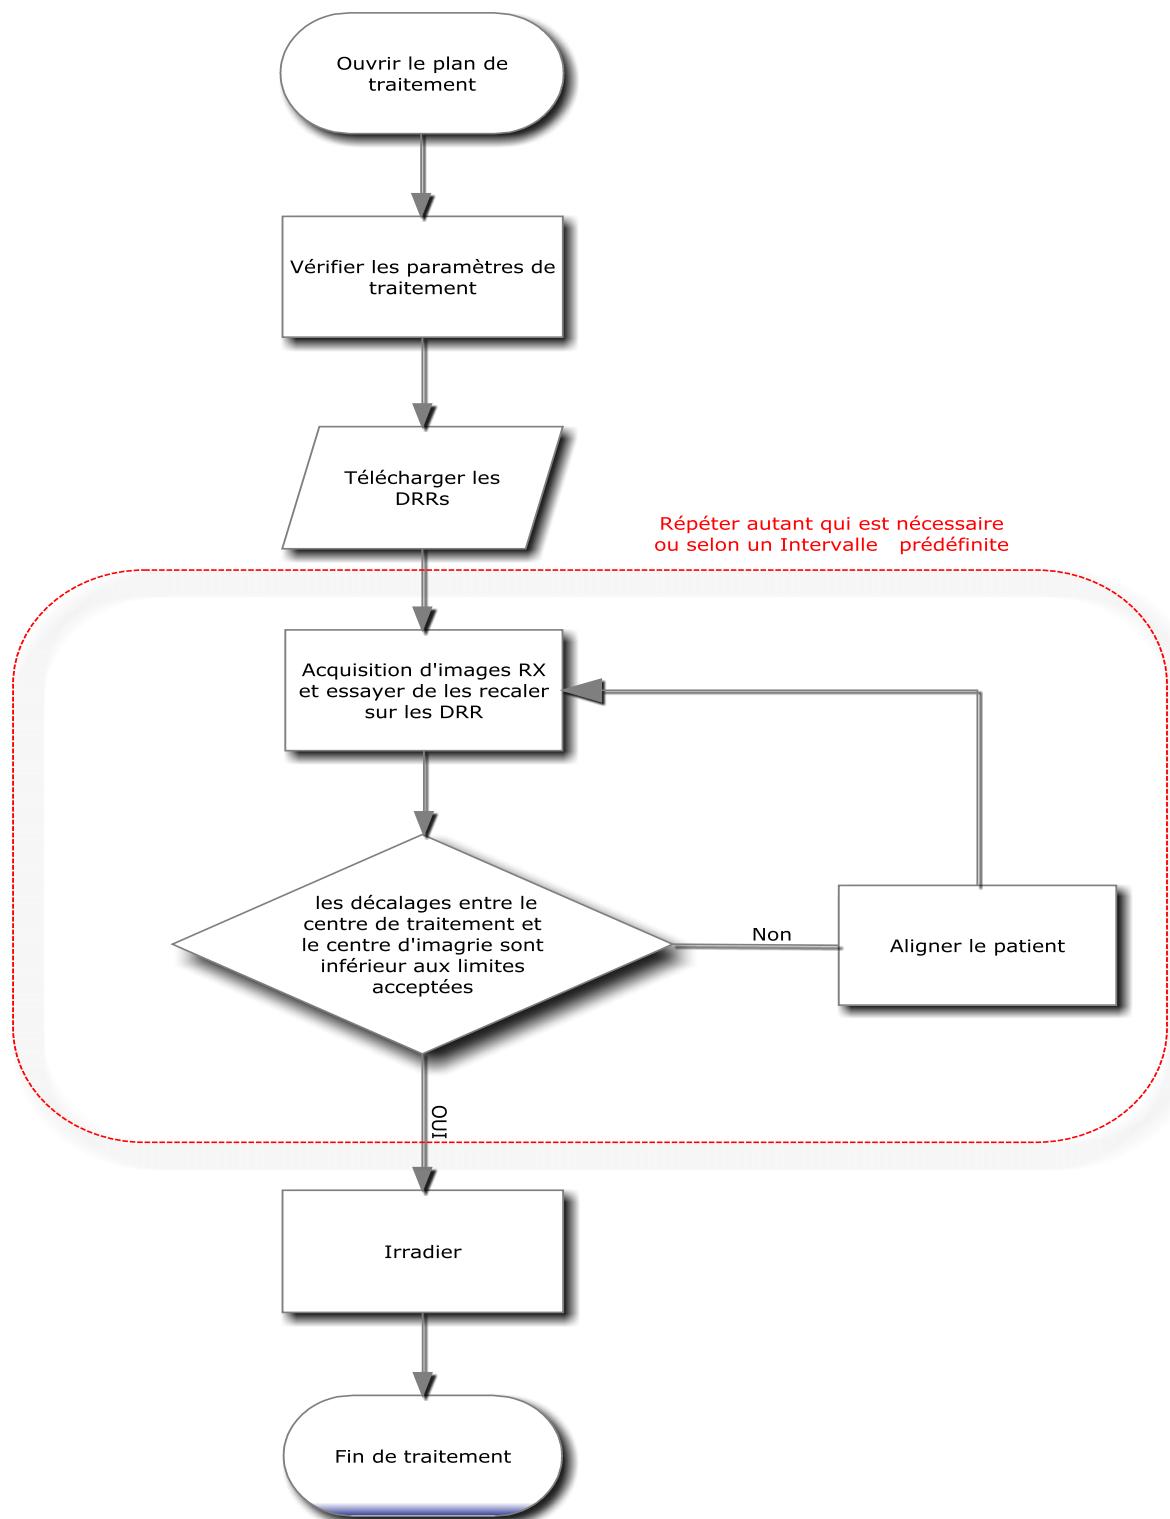 Ouvrir le plan de
traitement
Vérifier les paramètres de
traitement
Télécharger les
DRRs
Répéter autant qui est nécessaire
ou selon un Intervalle prédéfinite
Acquisition d'images RX
et essayer de les recaler
sur les DRR
les décalages entre le
centre de traitement et
le centre d'imagrie sont
inférieur aux limites
acceptées
Non
Aligner le patient
OUI
Irradier
Fin de traitement